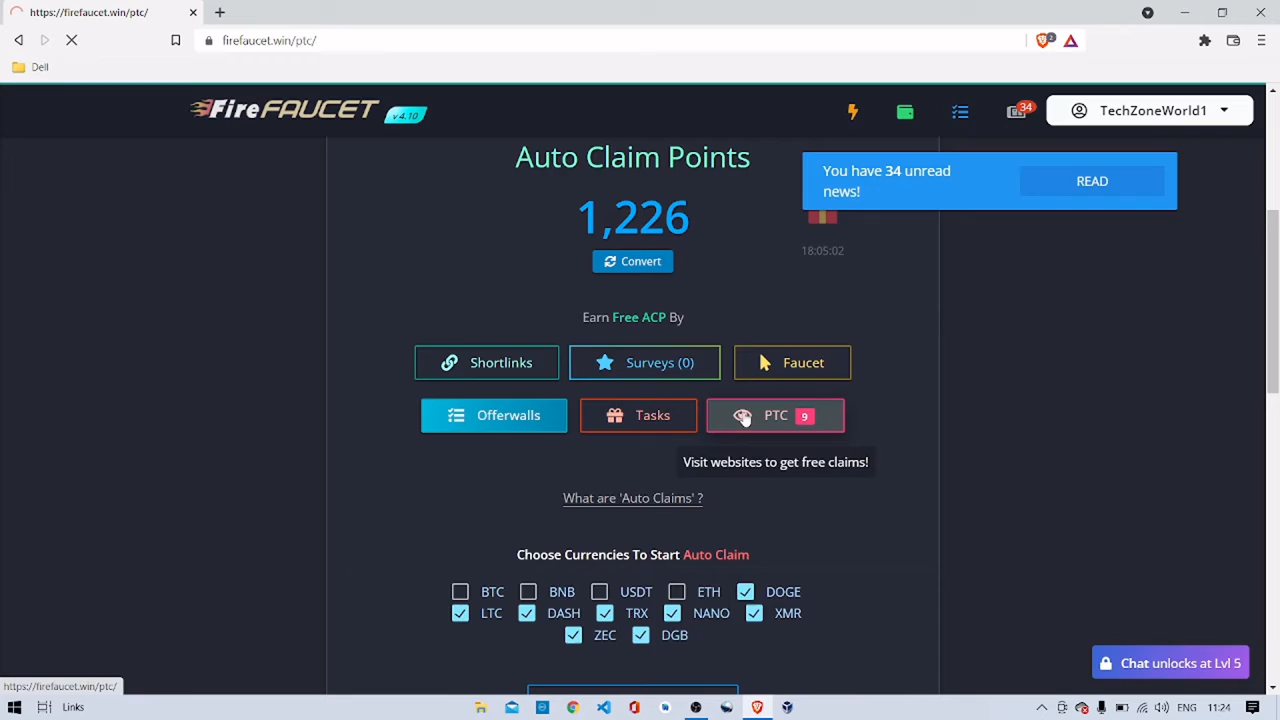 https://firefaucet.win/ptc/
firefaucet.win/ptc/
2
Dell
FireFAUCET v4.10
34
TechZoneWorld1
Auto Claim Points
You have 34 unread
news!
READ
1,226
18:05:02
Convert
Earn Free ACP By
Shortlinks
Surveys (0)
Faucet
Offerwalls
Tasks
PTC 9
Visit websites to get free claims!
What are 'Auto Claims' ?
Choose Currencies To Start Auto Claim
BTC BNB USDT ETH DOGE
LTC DASH TRX NANO XMR
ZEC DGB
Chat unlocks at Lvl 5
https://firefaucet.win/ptc/
Links
ENG 11:24